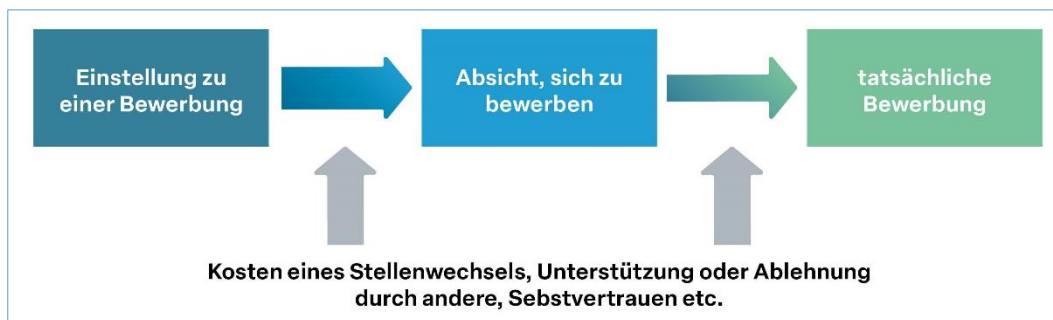 Einstellung zu
einer Bewerbung
Absicht, sich zu
bewerben
tatsächliche
Bewerbung
Kosten eines Stellenwechsels, Unterstützung oder Ablehnung
durch andere, Sebstvertrauen etc.